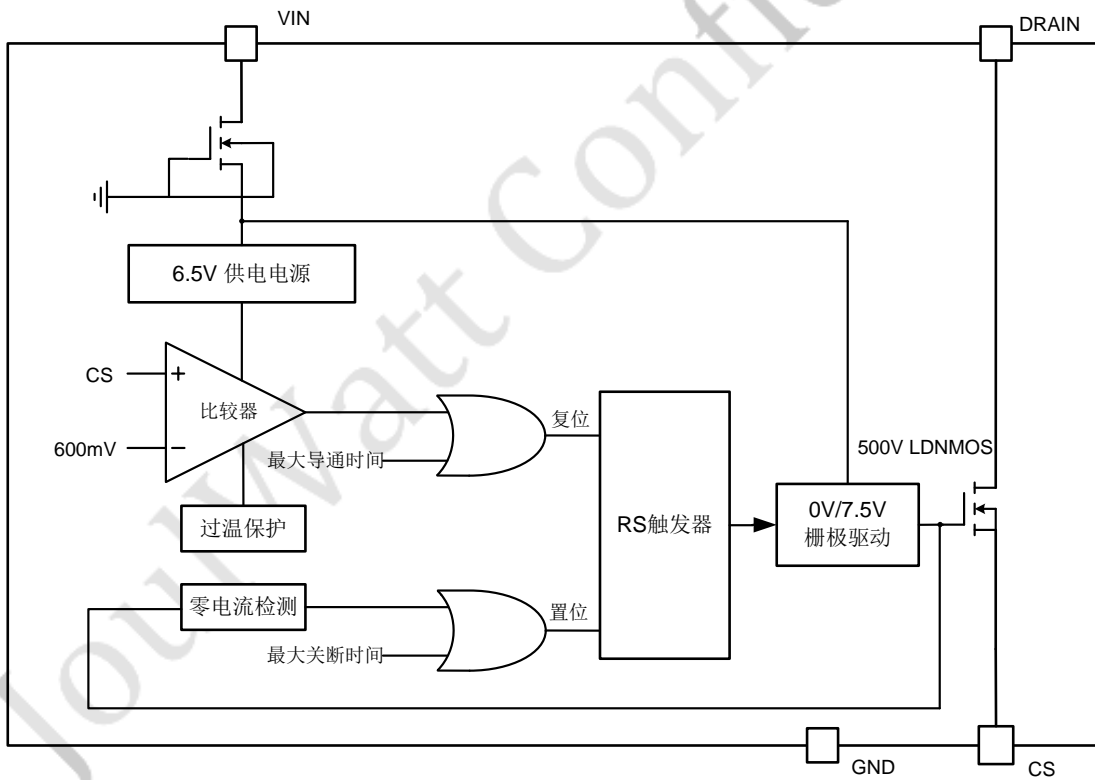 VIN
DRAIN
6.5V 供电电源
CS
+
比较器
600mV
−
复位
最大导通时间
500V LDNMOS
过温保护
RS触发器
0V/7.5V
栅极驱动
零电流检测
置位
最大关断时间
GND
CS
JoulWatt Confi